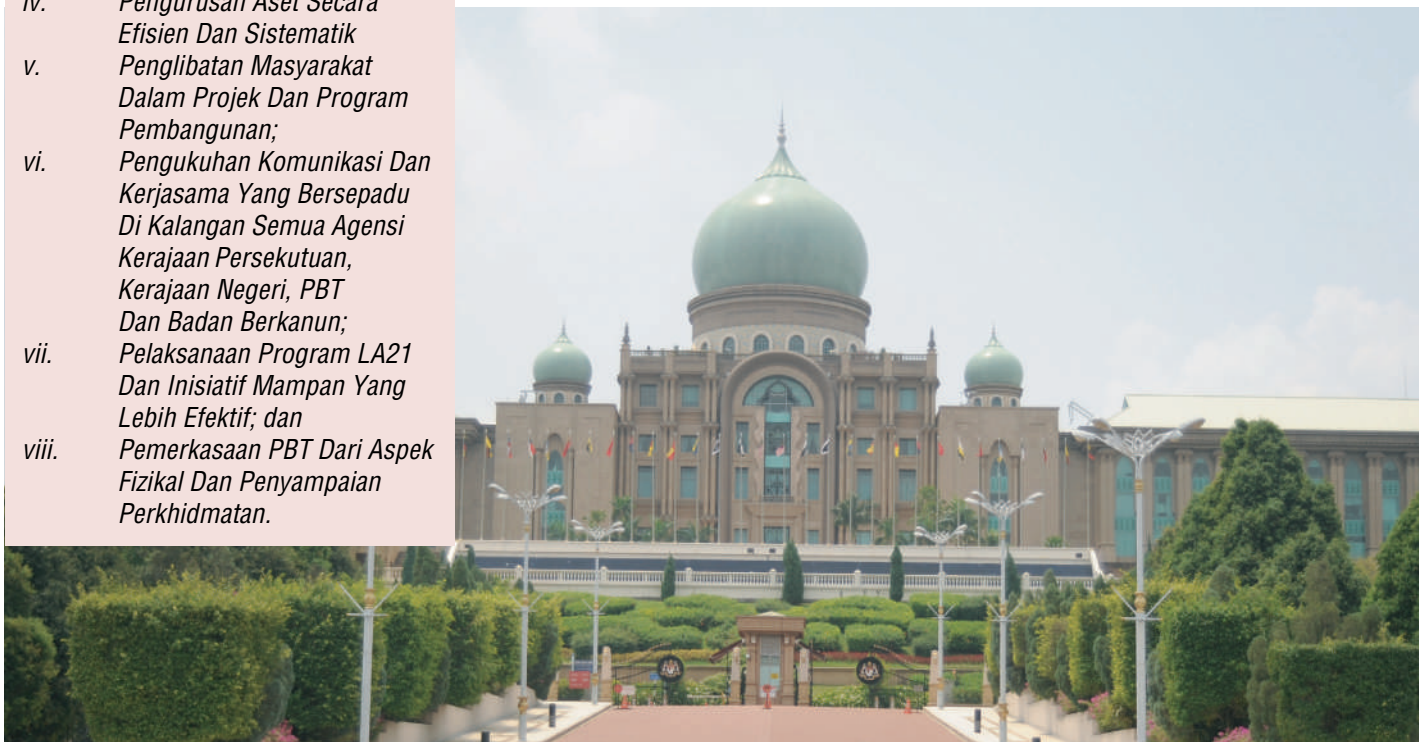 iv. Pengurusan Aset Secara
Efisien Dan Sistematik
v. Penglibatan Masyarakat
Dalam Projek Dan Program
Pembangunan;
vi. Pengukuhan Komunikasi Dan
Kerjasama Yang Bersepadu
Di Kalangan Semua Agensi
Kerajaan Persekutuan,
Kerajaan Negeri, PBT
Dan Badan Berkanun;
vii. Pelaksanaan Program LA21
Dan Inisiatif Mampan Yang
Lebih Efektif; dan
viii. Pemerkasaan PBT Dari Aspek
Fizikal Dan Penyampaian
Perkhidmatan.